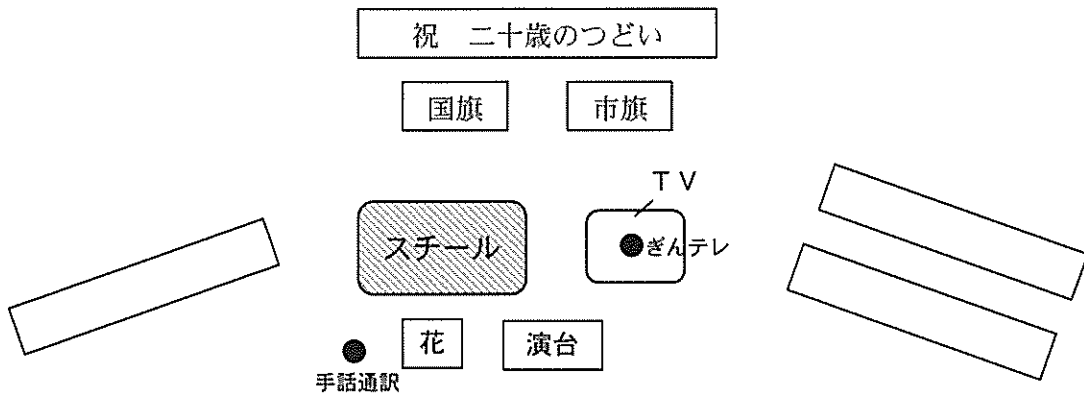 祝　二十歳のつどい
国旗
市旗
ＴＶ
スチール
ぎんテレ
花
演台
手話通訳